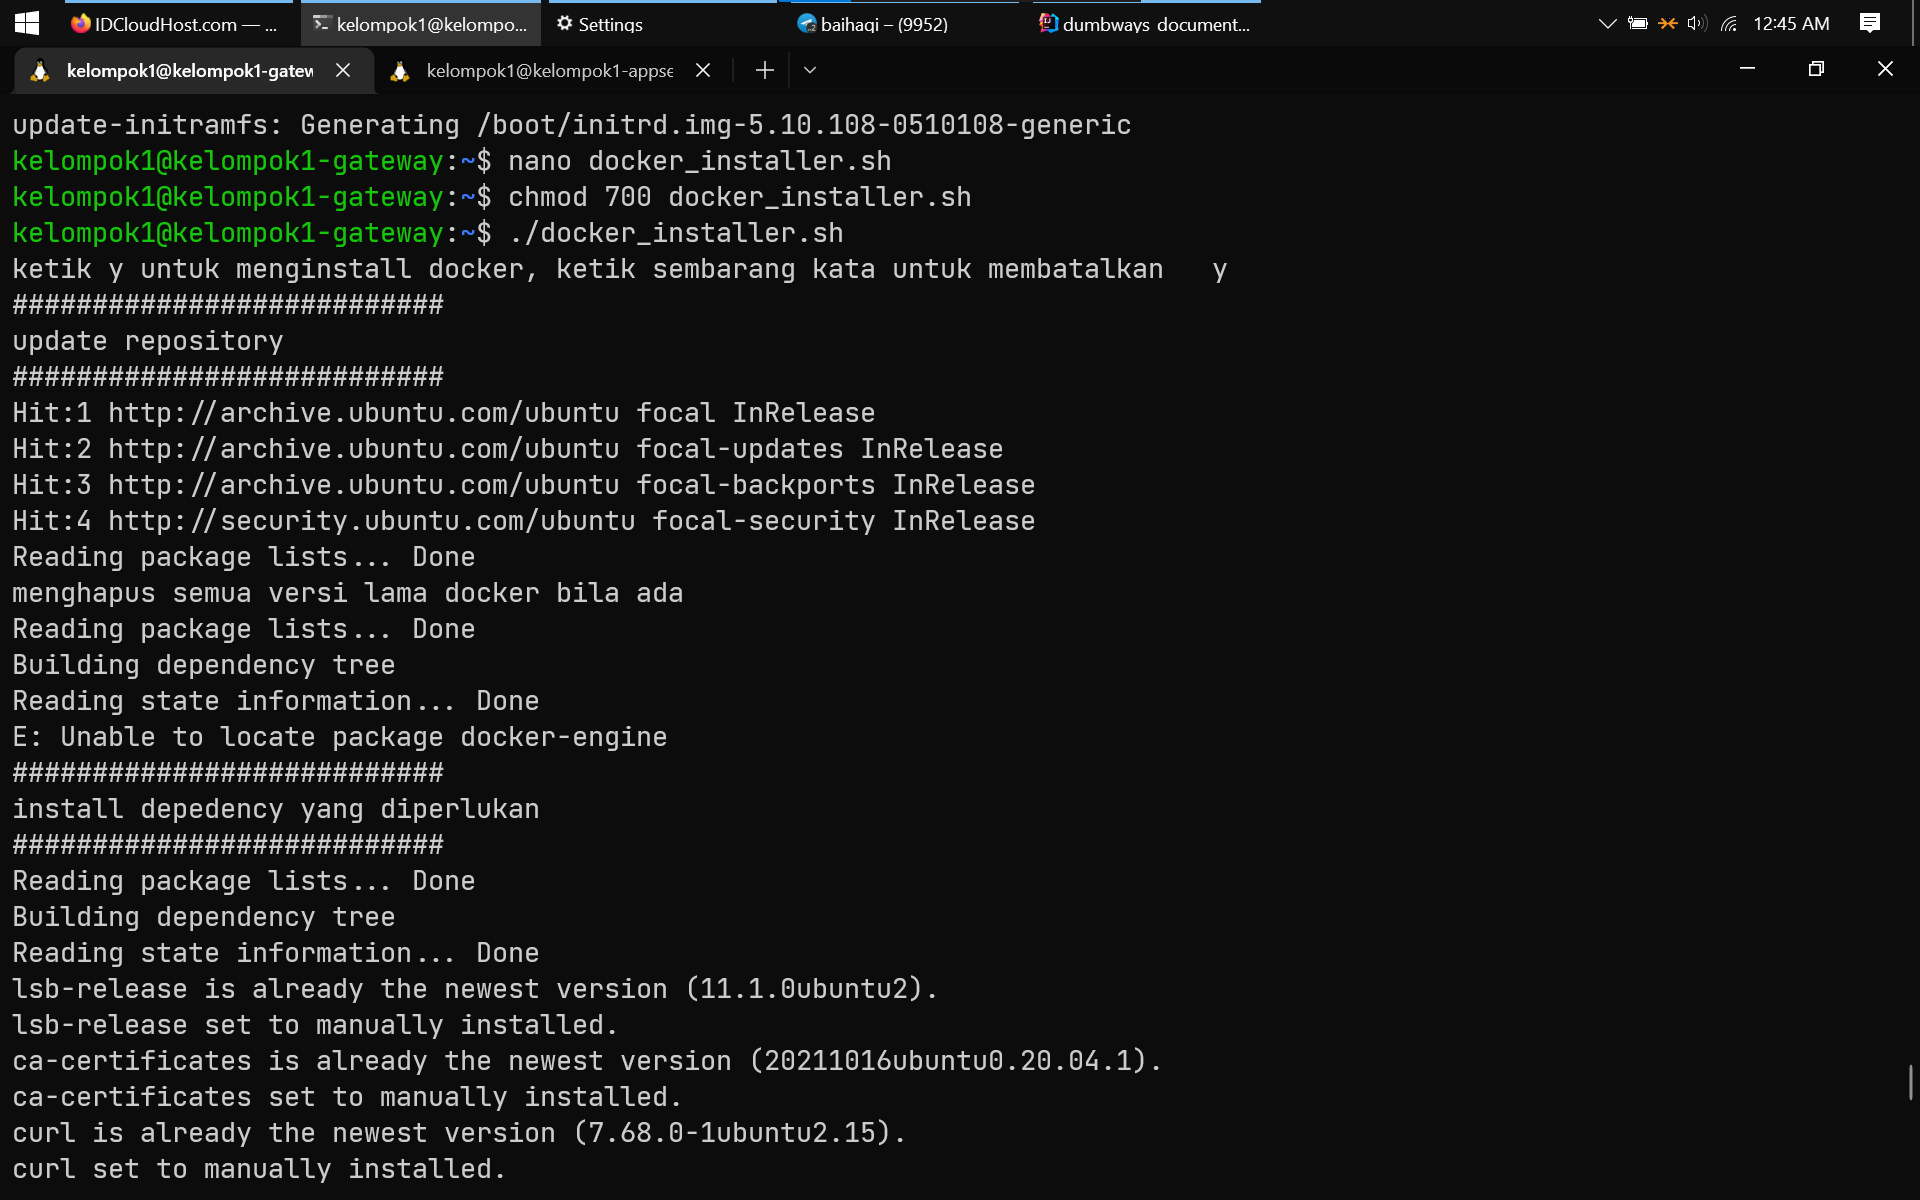 IDCloudHost.com — ...
kelompok1@kelompo...
Settings
baihaqi – (9952)
dumbways document...
12:45 AM
kelompok1@kelompok1-gatew
kelompok1@kelompok1-appse
update-initramfs: Generating /boot/initrd.img-5.10.108-0510108-generic
kelompok1@kelompok1-gateway:~$ nano docker_installer.sh
kelompok1@kelompok1-gateway:~$ chmod 700 docker_installer.sh
kelompok1@kelompok1-gateway:~$ ./docker_installer.sh
ketik y untuk menginstall docker, ketik sembarang kata untuk membatalkan   y
###########################
update repository
###########################
Hit:1 http://archive.ubuntu.com/ubuntu focal InRelease
Hit:2 http://archive.ubuntu.com/ubuntu focal-updates InRelease
Hit:3 http://archive.ubuntu.com/ubuntu focal-backports InRelease
Hit:4 http://security.ubuntu.com/ubuntu focal-security InRelease
Reading package lists... Done
menghapus semua versi lama docker bila ada
Reading package lists... Done
Building dependency tree
Reading state information... Done
E: Unable to locate package docker-engine
###########################
install depedency yang diperlukan
###########################
Reading package lists... Done
Building dependency tree
Reading state information... Done
lsb-release is already the newest version (11.1.0ubuntu2).
lsb-release set to manually installed.
ca-certificates is already the newest version (20211016ubuntu0.20.04.1).
ca-certificates set to manually installed.
curl is already the newest version (7.68.0-1ubuntu2.15).
curl set to manually installed.